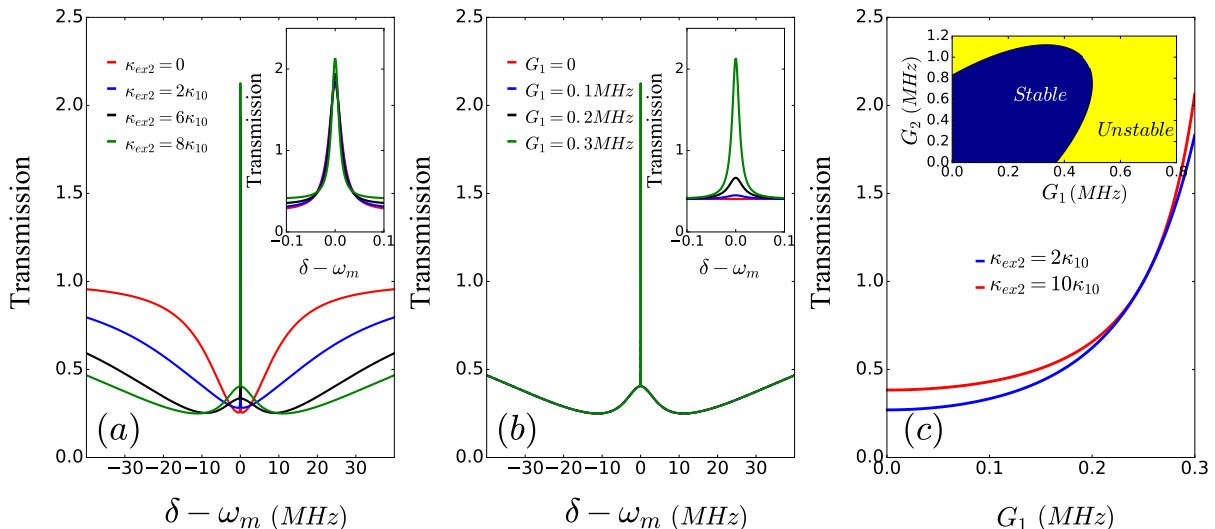 2.5
2.0
1.5
1.0
0.5
0.0
Transmission
κex2=0
κex2=2κ10
κex2=6κ10
κex2=8κ10
2
1
0
Transmission
−0.1 0.0 0.1
δ − ωm
(a)
−30 −20 −10 0 10 20 30
δ − ωm (MHz)
2.5
2.0
1.5
1.0
0.5
0.0
Transmission
G1=0
G1=0.1MHz
G1=0.2MHz
G1=0.3MHz
2
1
0
Transmission
−0.1 0.0 0.1
δ − ωm
(b)
−30 −20 −10 0 10 20 30
δ − ωm (MHz)
2.5
2.0
1.5
1.0
0.5
0.0
Transmission
1.2
1.0
0.8
0.6
0.4
0.2
0.0
G2 (MHz)
Stable
Unstable
0.0 0.2 0.4 0.6 0.8
G1 (MHz)
κex2=2κ10
κex2=10κ10
(c)
0.0 0.1 0.2 0.3
G1 (MHz)